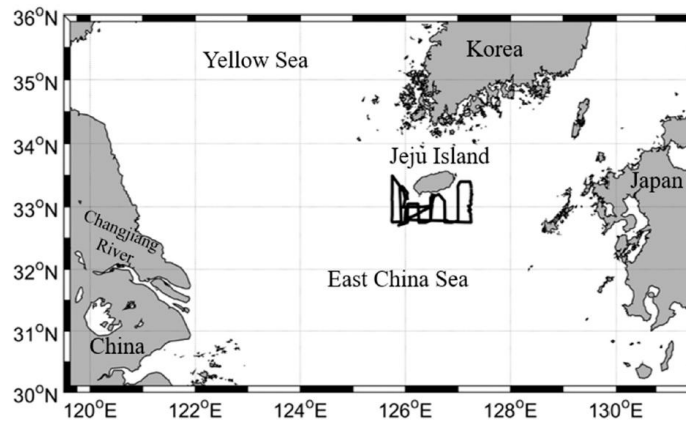 36°N
35°N
34°N
33°N
32°N
31°N
30°N
Yellow Sea
Korea
Jeju Island
Japan
Changjiang
River
East China Sea
China
120°E
122°E
124°E
126°E
128°E
130°E